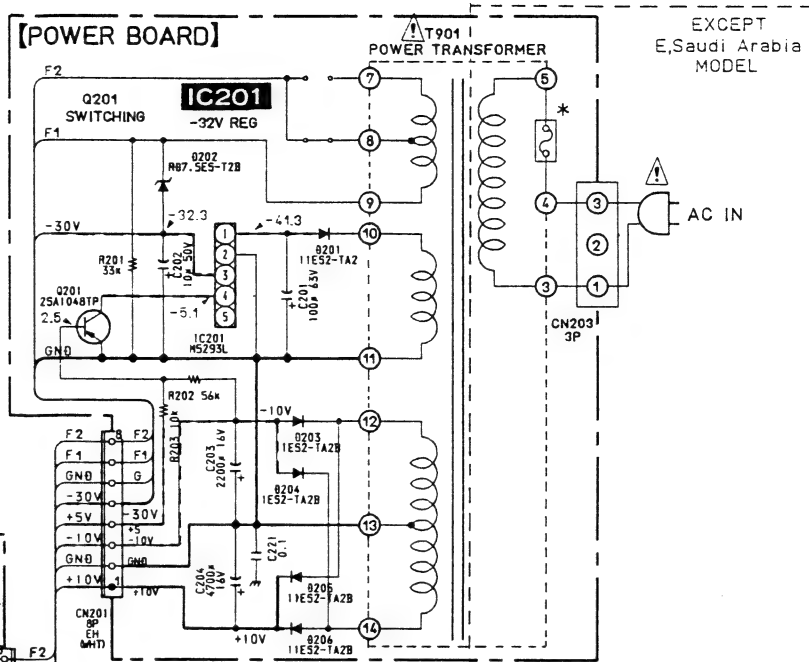 【POWER BOARD】
⚠ T901
POWER TRANSFORMER
EXCEPT
E,Saudi Arabia
MODEL
F2
Q201
SWITCHING
IC201
-32V REG
F1
7
8
9
5
*
4
3
3
2
1
⚠
AC IN
CN203
3P
D202
RD7.5ES-T2B
-32.3
-41.3
-30V
R201
33k
C202
10µ 50V
1
2
3
4
5
D201
11ES2-TA2
10
C201
100µ 63V
Q201
2SA1048TP
2.5
-5.1
IC201
M5293L
GND
11
R202 56k
R203 10k
-10V
12
D203
11ES2-TA2B
C203
2200µ 16V
D204
11ES2-TA2B
13
C221
0.1
C204
4700µ
16V
D205
11ES2-TA2B
+10V
D206
11ES2-TA2B
14
F2
8
F2
F1
F1
GND
G
-30V
-30V
+5V
+5
-10V
-10V
GND
GND
+10V
1
+10V
CN201
8P
EH
(WHT)
F2